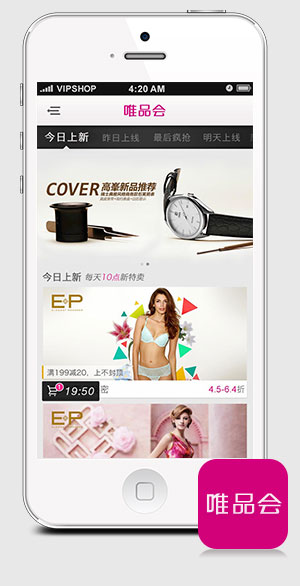 VIPSHOP 4:20 AM
唯品会
今日上新 昨日上线 最后疯抢 明天上线
COVER 高峯新品推荐
今日上新 每天10点新特卖
E•P
满199减20，上不封顶
1 19:50 密 4.5-6.4折
E•P
唯品会